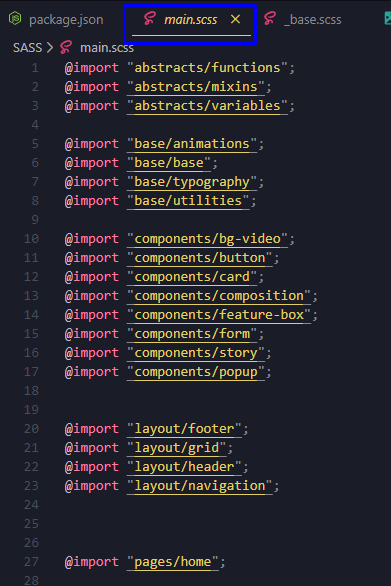 package.json main.scss × _base.scss
SASS > main.scss
1 @import "abstracts/functions";
2 @import "abstracts/mixins";
3 @import "abstracts/variables";
4
5 @import "base/animations";
6 @import "base/base";
7 @import "base/typography";
8 @import "base/utilities";
9
10 @import "components/bg-video";
11 @import "components/button";
12 @import "components/card";
13 @import "components/composition";
14 @import "components/feature-box";
15 @import "components/form";
16 @import "components/story";
17 @import "components/popup";
18
19
20 @import "layout/footer";
21 @import "layout/grid";
22 @import "layout/header";
23 @import "layout/navigation";
24
25
26
27 @import "pages/home";
28